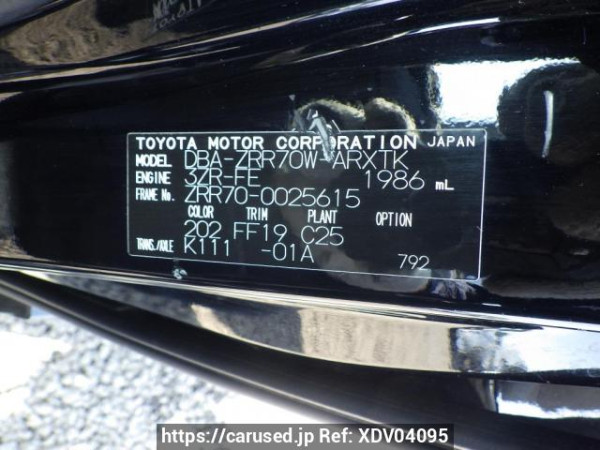 TOYOTA MOTOR CORPORATION JAPAN
MODEL DBA-ZRR70W-ARXTK
ENGINE 3ZR-FE 1986 mL
FRAME No. ZRR70-0025615
COLOR TRIM PLANT OPTION
202 FF19 C25
TRANS./AXLE K111 -01A 792
https://carused.jp Ref: XDV04095